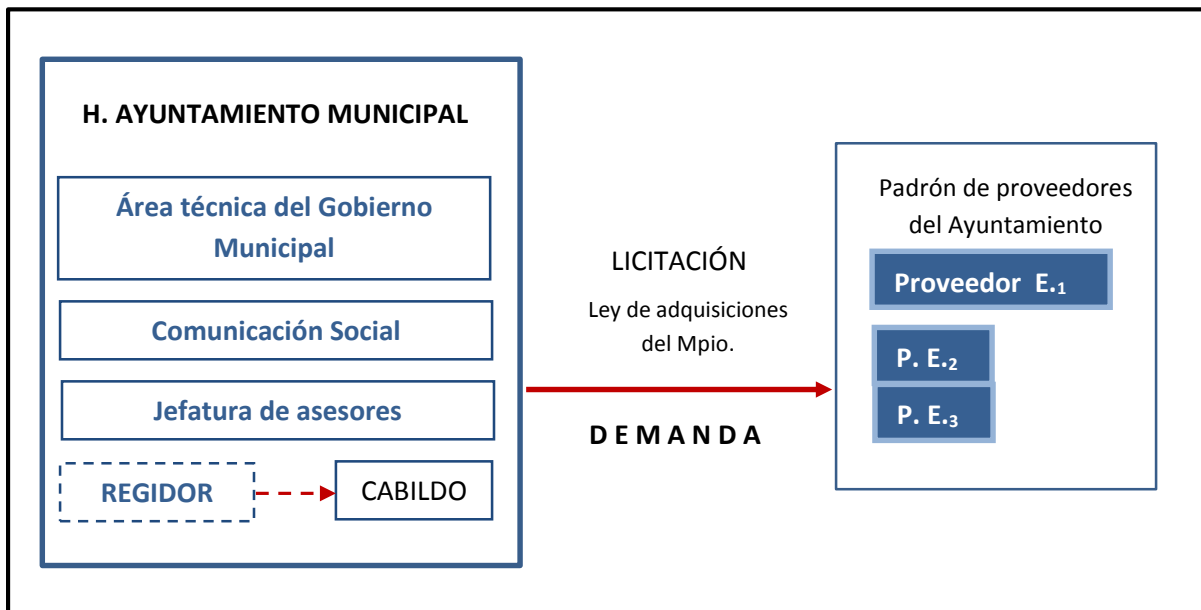 H. AYUNTAMIENTO MUNICIPAL
Área técnica del Gobierno
Municipal
Comunicación Social
Jefatura de asesores
REGIDOR
CABILDO
LICITACIÓN
Ley de adquisiciones
del Mpio.
D E M A N D A
Padrón de proveedores
del Ayuntamiento
Proveedor E.1
P. E.2
P. E.3